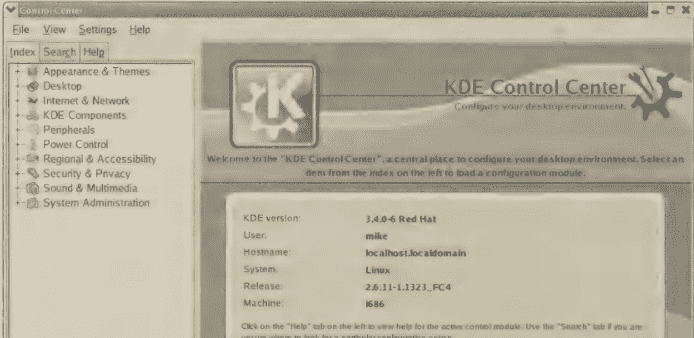 Control Center
File View Settings Help
Index Search Help
Appearance & Themes
Desktop
Internet & Network
KDE Components
Peripherals
Power Control
Regional & Accessibility
Security & Privacy
Sound & Multimedia
System Administration
KDE Control Center
Configure your desktop environment.
Welcome to the "KDE Control Center", a central place to configure your desktop environment. Select an
item from the index on the left to load a configuration module.
KDE version: 3.4.0-6 Red Hat
User: mike
Hostname: localhost.localdomain
System: Linux
Release: 2.6.11-1.1323_FC4
Machine: i686
Click on the "Help" tab on the left to view help for the active control module. Use the "Search" tab if you are